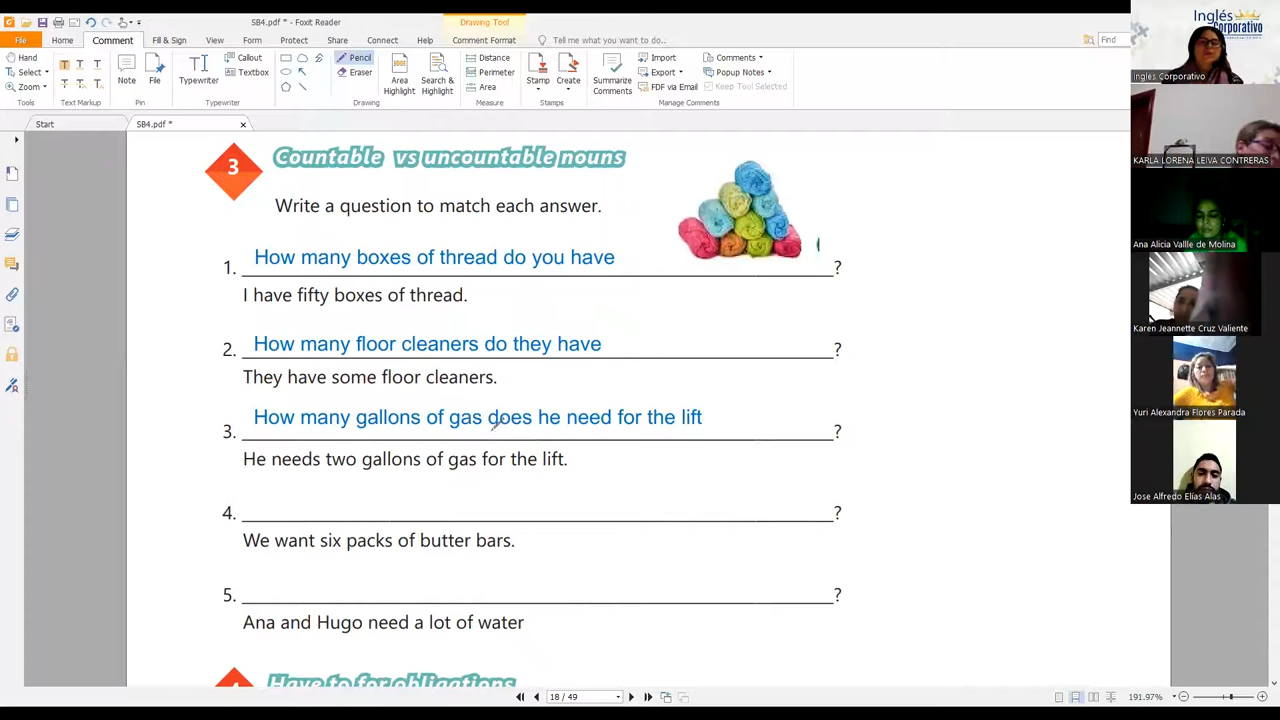 SB4.pdf * - Foxit Reader
Drawing Tool
File Home Comment Fill & Sign View Form Protect Share Connect Help Comment Format Tell me what you want to do.. Find
Hand
Select
Zoom
Tools
Text Markup
Note
File
Pin
Typewriter
Callout
Textbox
Typewriter
Pencil
Eraser
Drawing
Area Highlight
Search & Highlight
Distance
Perimeter
Area
Measure
Stamp
Create
Stamps
Summarize Comments
Import
Export
FDF via Email
Comments
Popup Notes
Keep Tool Selected
Manage Comments
Start
SB4.pdf *
3 Countable vs uncountable nouns
Write a question to match each answer.
1. How many boxes of thread do you have ?
I have fifty boxes of thread.
2. How many floor cleaners do they have ?
They have some floor cleaners.
3. How many gallons of gas does he need for the lift ?
He needs two gallons of gas for the lift.
4. ?
We want six packs of butter bars.
5. ?
Ana and Hugo need a lot of water
Have to for obligations
18 / 49
191.97%
Inglés Corporativo
Inglés Corporativo
KARLA LORENA LEIVA CONTRERAS
Ana Alicia Vallle de Molina
Karen Jeannette Cruz Valiente
Yuri Alexandra Flores Parada
Jose Alfredo Elías Alas